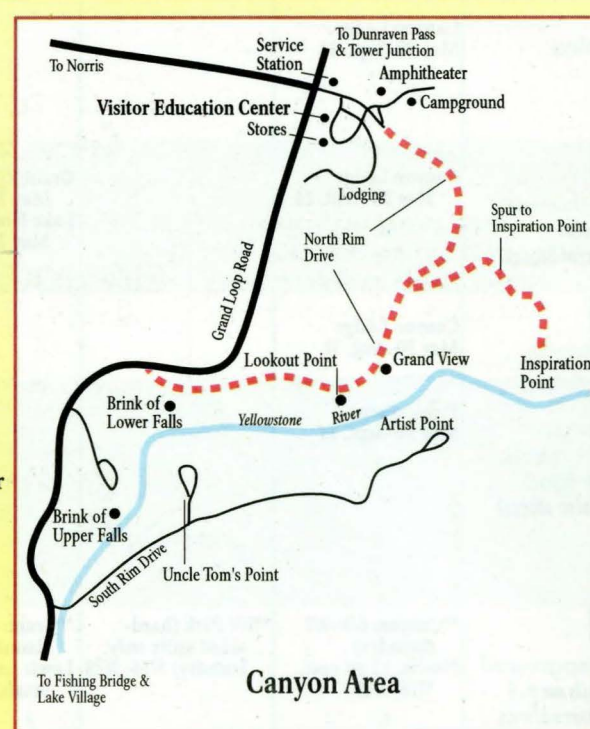 To Norris
To Dunraven Pass
& Tower Junction
Service
Station
Amphitheater
Campground
Visitor Education Center
Stores
Lodging
Spur to
Inspiration Point
North Rim
Drive
Grand Loop Road
Lookout Point
Grand View
Inspiration
Point
Brink of
Lower Falls
Yellowstone
River
Artist Point
Brink of
Upper Falls
South Rim Drive
Uncle Tom's Point
To Fishing Bridge &
Lake Village
Canyon Area